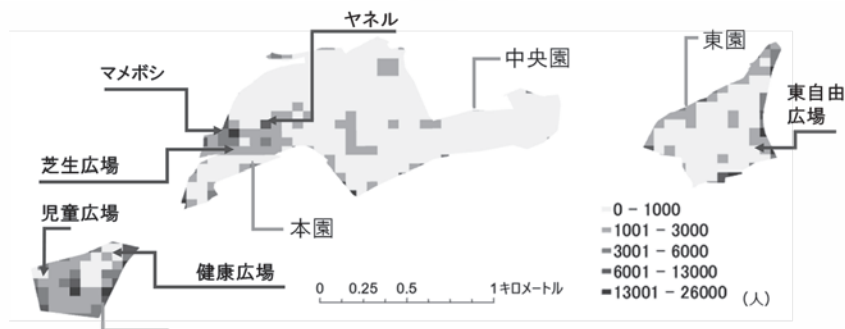 ヤネル
マメボシ
中央園
東園
東自由
広場
芝生広場
児童広場
本園
健康広場
0 − 1000
1001 − 3000
3001 − 6000
6001 − 13000
13001 − 26000
(人)
0 0.25 0.5 1キロメートル